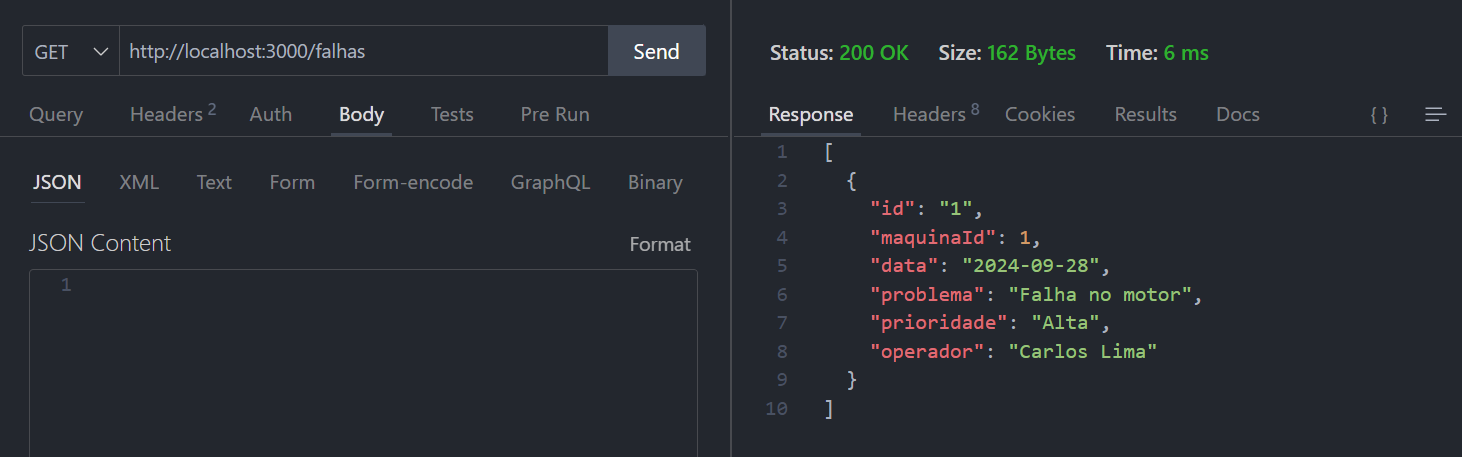 GET http://localhost:3000/falhas Send
Query Headers 2 Auth Body Tests Pre Run
JSON XML Text Form Form-encode GraphQL Binary
JSON Content Format
1
Status: 200 OK Size: 162 Bytes Time: 6 ms
Response Headers 8 Cookies Results Docs { }
1 [
2 {
3 "id": "1",
4 "maquinaId": 1,
5 "data": "2024-09-28",
6 "problema": "Falha no motor",
7 "prioridade": "Alta",
8 "operador": "Carlos Lima"
9 }
10 ]